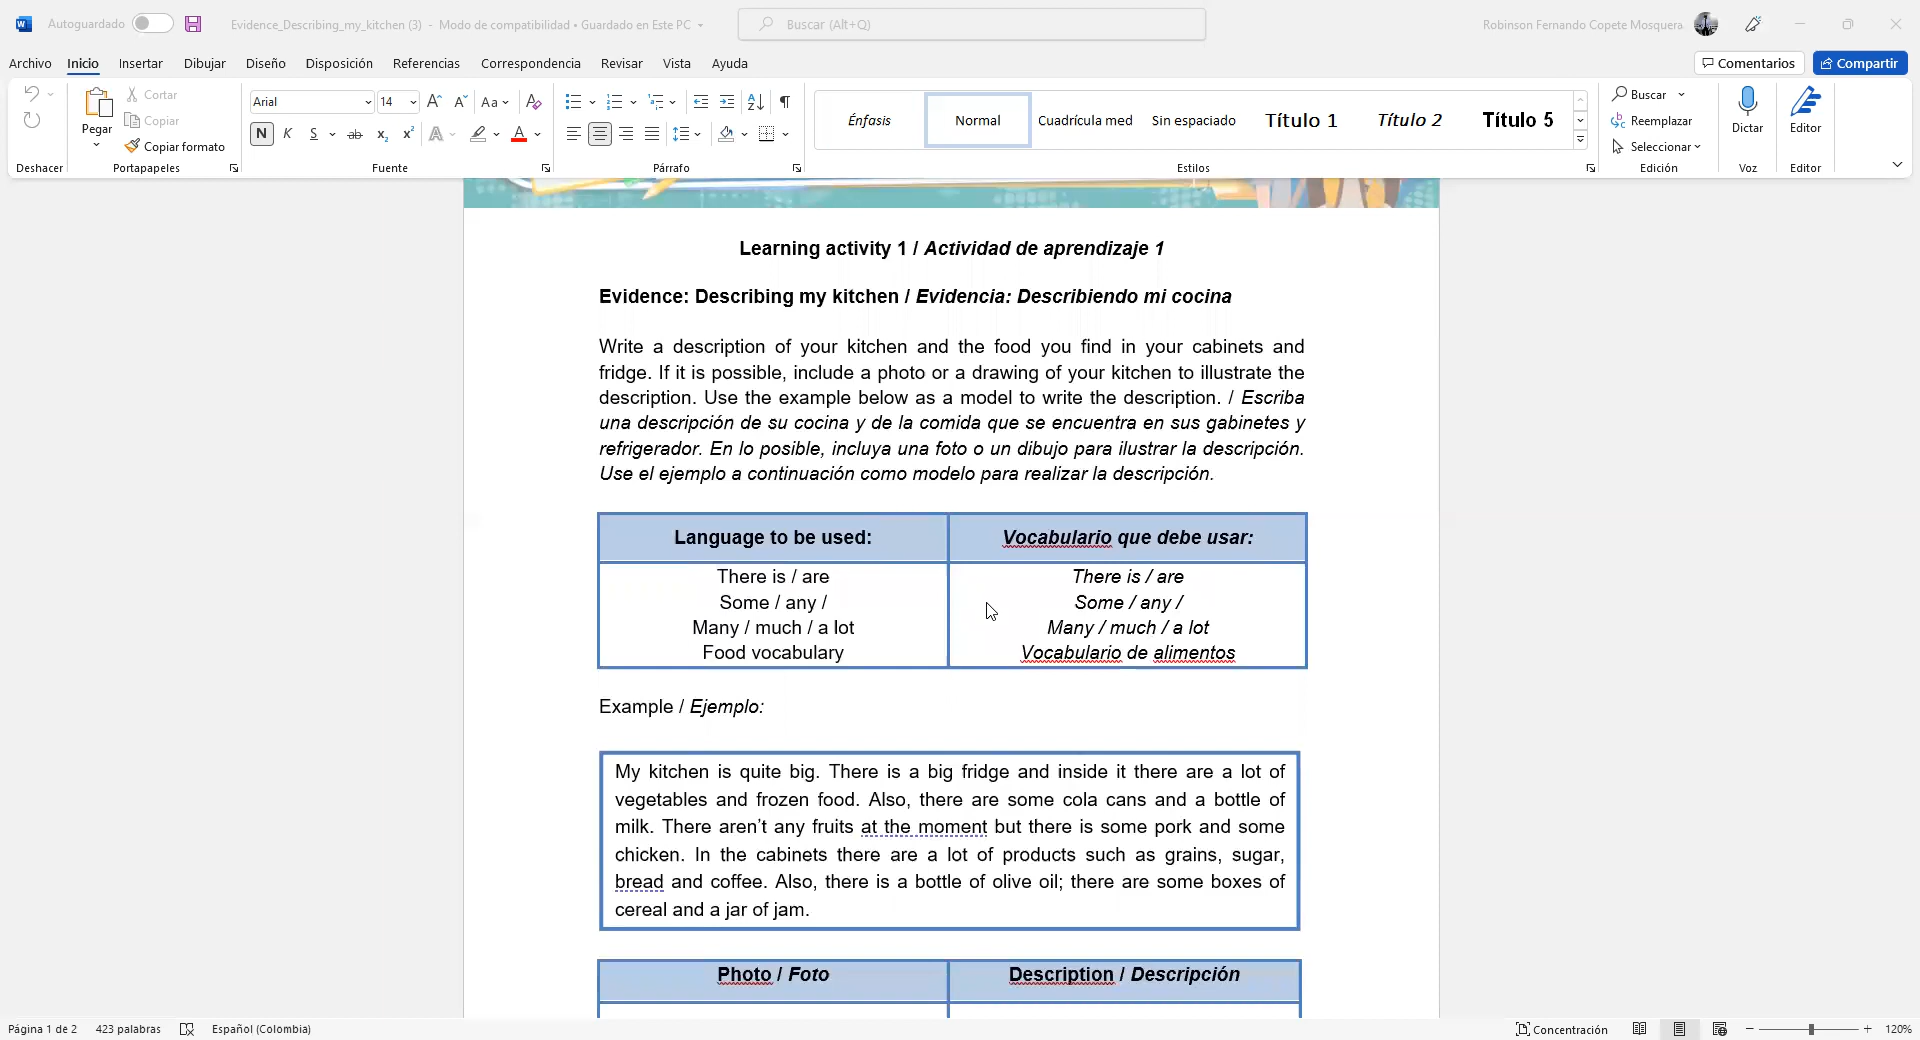 Autoguardado
Evidence_Describing_my_kitchen (3) - Modo de compatibilidad • Guardado en Este PC
Buscar (Alt+Q)
Robinson Fernando Copete Mosquera
Archivo Inicio Insertar Dibujar Diseño Disposición Referencias Correspondencia Revisar Vista Ayuda
Comentarios Compartir
Pegar
Cortar
Copiar
Copiar formato
Arial 14
N K S ab x₂ x²
Aa
Énfasis Normal Cuadrícula med Sin espaciado Título 1 Título 2 Título 5
Buscar
Reemplazar
Seleccionar
Dictar
Editor
Deshacer Portapapeles Fuente Párrafo Estilos Edición Voz Editor
Learning activity 1 / Actividad de aprendizaje 1
Evidence: Describing my kitchen / Evidencia: Describiendo mi cocina
Write a description of your kitchen and the food you find in your cabinets and
fridge. If it is possible, include a photo or a drawing of your kitchen to illustrate the
description. Use the example below as a model to write the description. / Escriba
una descripción de su cocina y de la comida que se encuentra en sus gabinetes y
refrigerador. En lo posible, incluya una foto o un dibujo para ilustrar la descripción.
Use el ejemplo a continuación como modelo para realizar la descripción.
Language to be used:
There is / are
Some / any /
Many / much / a lot
Food vocabulary
Vocabulario que debe usar:
There is / are
Some / any /
Many / much / a lot
Vocabulario de alimentos
Example / Ejemplo:
My kitchen is quite big. There is a big fridge and inside it there are a lot of
vegetables and frozen food. Also, there are some cola cans and a bottle of
milk. There aren’t any fruits at the moment but there is some pork and some
chicken. In the cabinets there are a lot of products such as grains, sugar,
bread and coffee. Also, there is a bottle of olive oil; there are some boxes of
cereal and a jar of jam.
Photo / Foto
Description / Descripción
Página 1 de 2 423 palabras Español (Colombia)
Concentración 120%